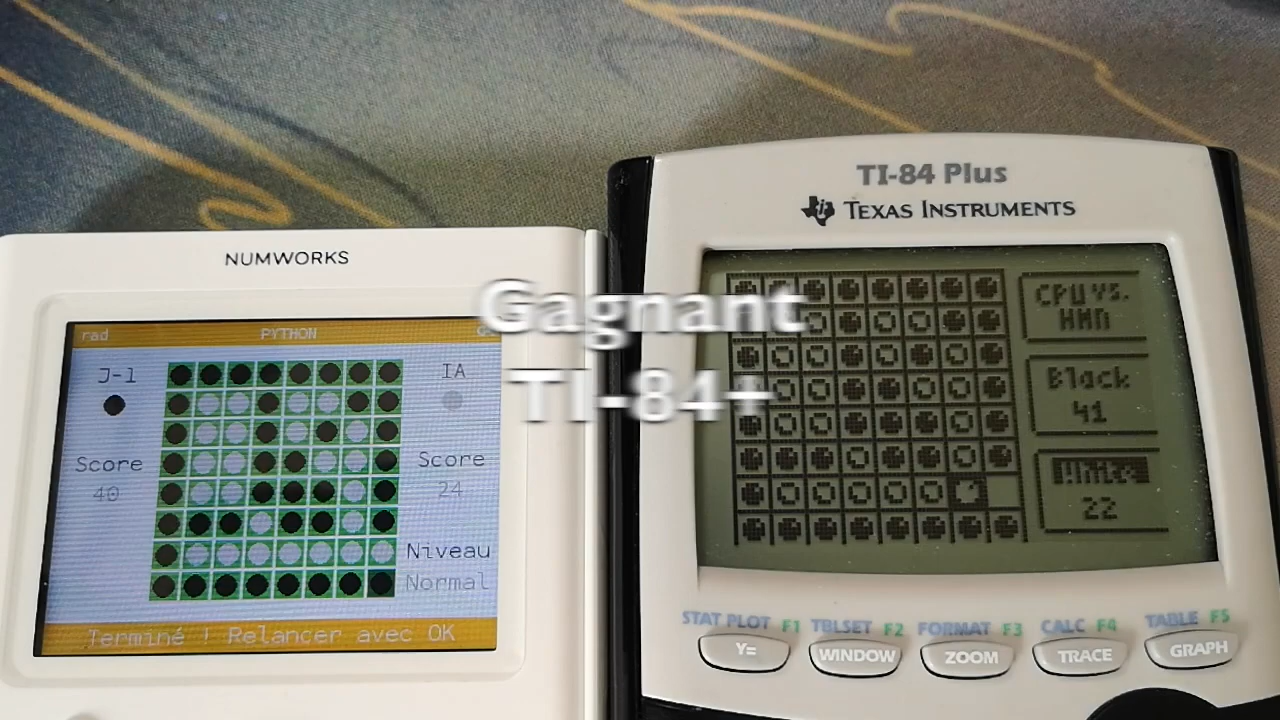 Gagnant
TI-84+
NUMWORKS
rad
PYTHON
J-1
IA
Score
40
Score
24
Niveau
Normal
Terminé ! Relancer avec OK
TI-84 Plus
TEXAS INSTRUMENTS
CPU vs.
Black
41
White
22
STAT PLOT F1 TBLSET F2 FORMAT F3 CALC F4 TABLE F5
Y= WINDOW ZOOM TRACE GRAPH